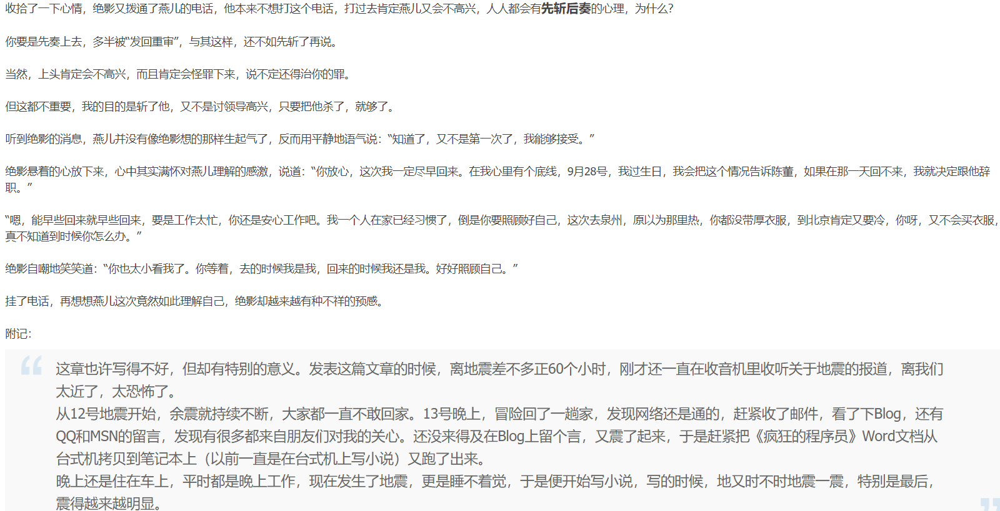 收拾了一下心情，绝影又拨通了燕儿的电话，他本来不想打这个电话，打过去肯定燕儿又会不高兴，人人都会有先斩后奏的心理，为什么？
你要是先奏上去，多半被“发回重审”，与其这样，还不如先斩了再说。
当然，上头肯定会不高兴，而且肯定会怪罪下来，说不定还得治你的罪。
但这都不重要，我的目的是斩了他，又不是讨领导高兴，只要把他杀了，就够了。
听到绝影的消息，燕儿并没有像绝影想的那样生起气了，反而用平静地语气说：“知道了，又不是第一次了，我能够接受。”
绝影悬着的心放下来，心中其实满怀对燕儿理解的感激，说道：“你放心，这次我一定尽早回来。在我心里有个底线，9月28号，我过生日，我会把这个情况告诉陈董，如果在那一天回不来，我就决定跟他辞
职。”
“嗯，能早些回来就早些回来，要是工作太忙，你还是安心工作吧。我一个人在家已经习惯了，倒是你要照顾好自己，这次去泉州，原以为那里热，你都没带厚衣服，到北京肯定又要冷，你呀，又不会买衣服，
真不知道到时候你怎么办。”
绝影自嘲地笑笑道：“你也太小看我了。你等着，去的时候我是我，回来的时候我还是我。好好照顾自己。”
挂了电话，再想想燕儿这次竟然如此理解自己，绝影却越来越有种不祥的预感。
附记：
“
这章也许写得不好，但却有特别的意义。发表这篇文章的时候，离地震差不多正60个小时，刚才还一直在收音机里收听关于地震的报道，离我们
太近了，太恐怖了。
从12号地震开始，余震就持续不断，大家都一直不敢回家。13号晚上，冒险回了一趟家，发现网络还是通的，赶紧收了邮件，看了下Blog，还有
QQ和MSN的留言，发现有很多都来自朋友们对我的关心。还没来得及在Blog上留个言，又震了起来，于是赶紧把《疯狂的程序员》Word文档从
台式机拷贝到笔记本上（以前一直是在台式机上写小说）又跑了出来。
晚上还是住在车上，平时都是晚上工作，现在发生了地震，更是睡不着觉，于是便开始写小说，写的时候，地又时不时地震一震，特别是最后，
震得越来越明显。
”